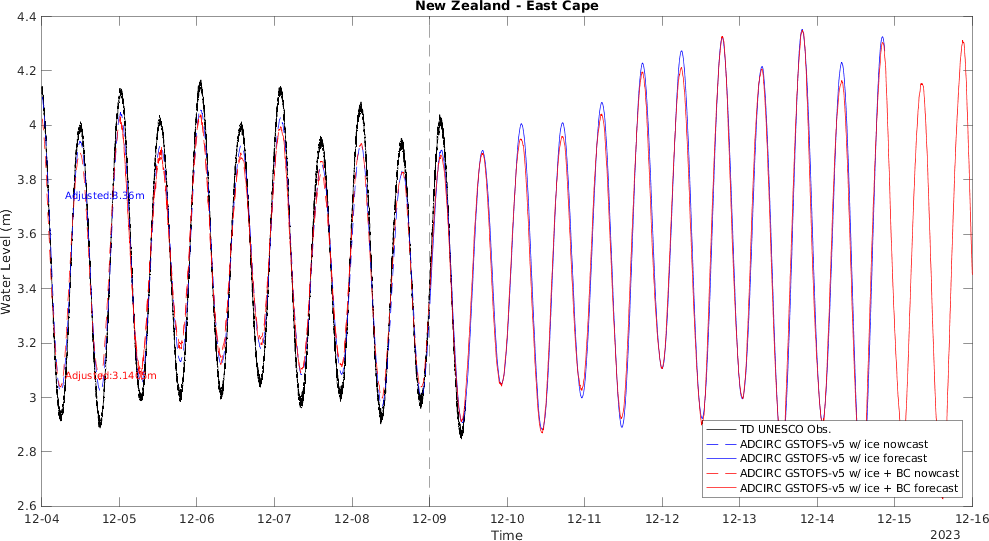 New Zealand - East Cape
4.4
4.2
4
3.8
3.6
3.4
3.2
3
2.8
2.6
Water Level (m)
Adjusted:3.36m
TD UNESCO Obs.
ADCIRC GSTOFS-v5 w/ ice nowcast
ADCIRC GSTOFS-v5 w/ ice forecast
ADCIRC GSTOFS-v5 w/ ice + BC nowcast
ADCIRC GSTOFS-v5 w/ ice + BC forecast
12-04 12-05 12-06 12-07 12-08 12-09 12-10 12-11 12-12 12-13 12-14 12-15 12-16
Time
2023